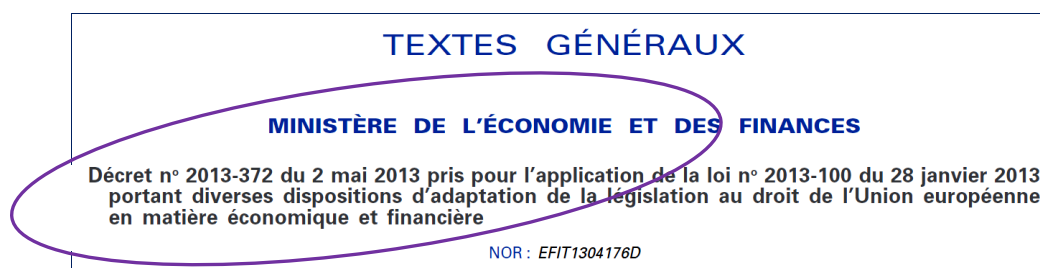 TEXTES GÉNÉRAUX
MINISTÈRE DE L'ÉCONOMIE ET DES FINANCES
Décret nº 2013-372 du 2 mai 2013 pris pour l'application de la loi nº 2013-100 du 28 janvier 2013
portant diverses dispositions d'adaptation de la législation au droit de l'Union européenne
en matière économique et financière
NOR : EFIT1304176D